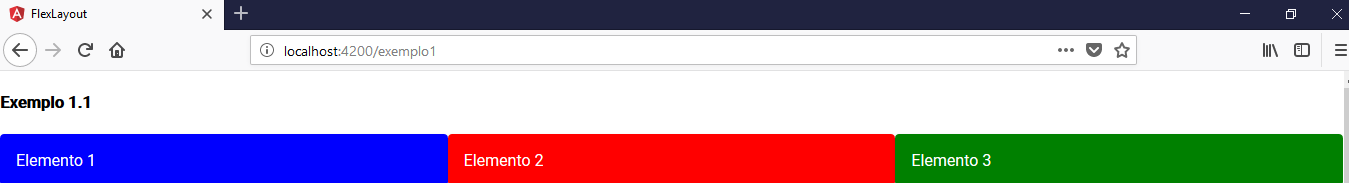 FlexLayout
localhost:4200/exemplo1
Exemplo 1.1
Elemento 1 Elemento 2 Elemento 3